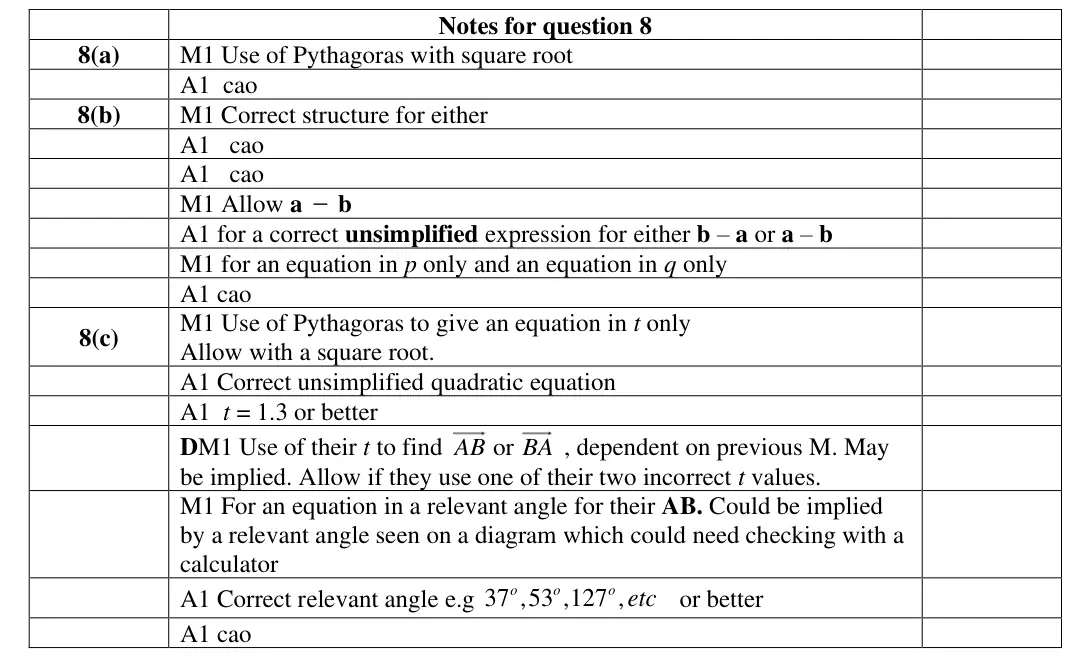 Notes for question 8
8(a) M1 Use of Pythagoras with square root
A1 cao
8(b) M1 Correct structure for either
A1 cao
A1 cao
M1 Allow a − b
A1 for a correct unsimplified expression for either b – a or a – b
M1 for an equation in p only and an equation in q only
A1 cao
8(c) M1 Use of Pythagoras to give an equation in t only
Allow with a square root.
A1 Correct unsimplified quadratic equation
A1 t = 1.3 or better
DM1 Use of their t to find \overrightarrow{AB} or \overrightarrow{BA} , dependent on previous M. May
be implied. Allow if they use one of their two incorrect t values.
M1 For an equation in a relevant angle for their AB. Could be implied
by a relevant angle seen on a diagram which could need checking with a
calculator
A1 Correct relevant angle e.g 37°,53°,127°,etc or better
A1 cao